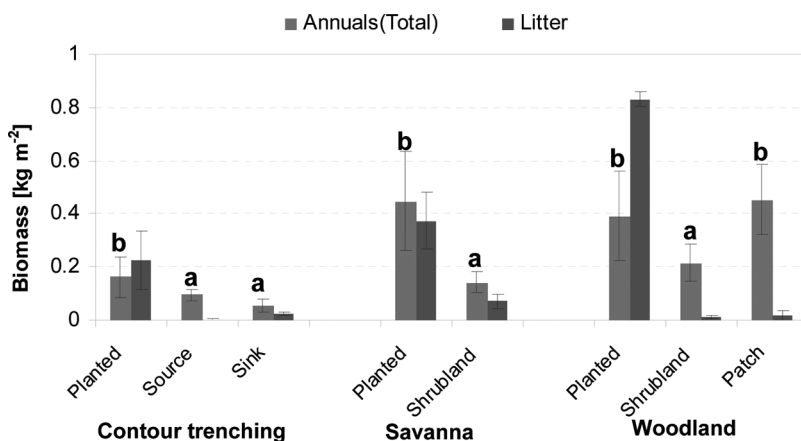 Annuals(Total) Litter
Biomass [kg m-2]
1
0.8
0.6
0.4
0.2
0
b a a b a b a b
Planted Source Sink Planted Shrubland Planted Shrubland Patch
Contour trenching Savanna Woodland